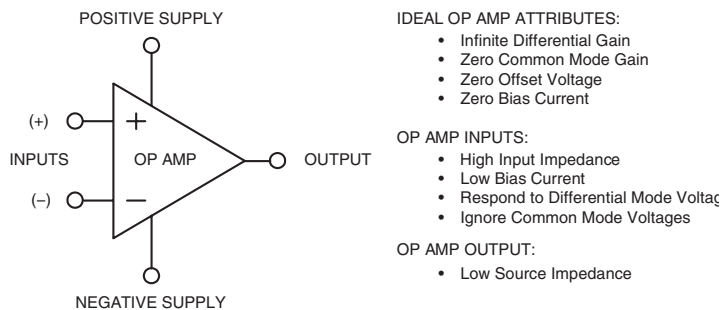 POSITIVE SUPPLY
(+)
+
INPUTS
OP AMP
OUTPUT
(–)
–
NEGATIVE SUPPLY
IDEAL OP AMP ATTRIBUTES:
• Infinite Differential Gain
• Zero Common Mode Gain
• Zero Offset Voltage
• Zero Bias Current
OP AMP INPUTS:
• High Input Impedance
• Low Bias Current
• Respond to Differential Mode Voltag
• Ignore Common Mode Voltages
OP AMP OUTPUT:
• Low Source Impedance